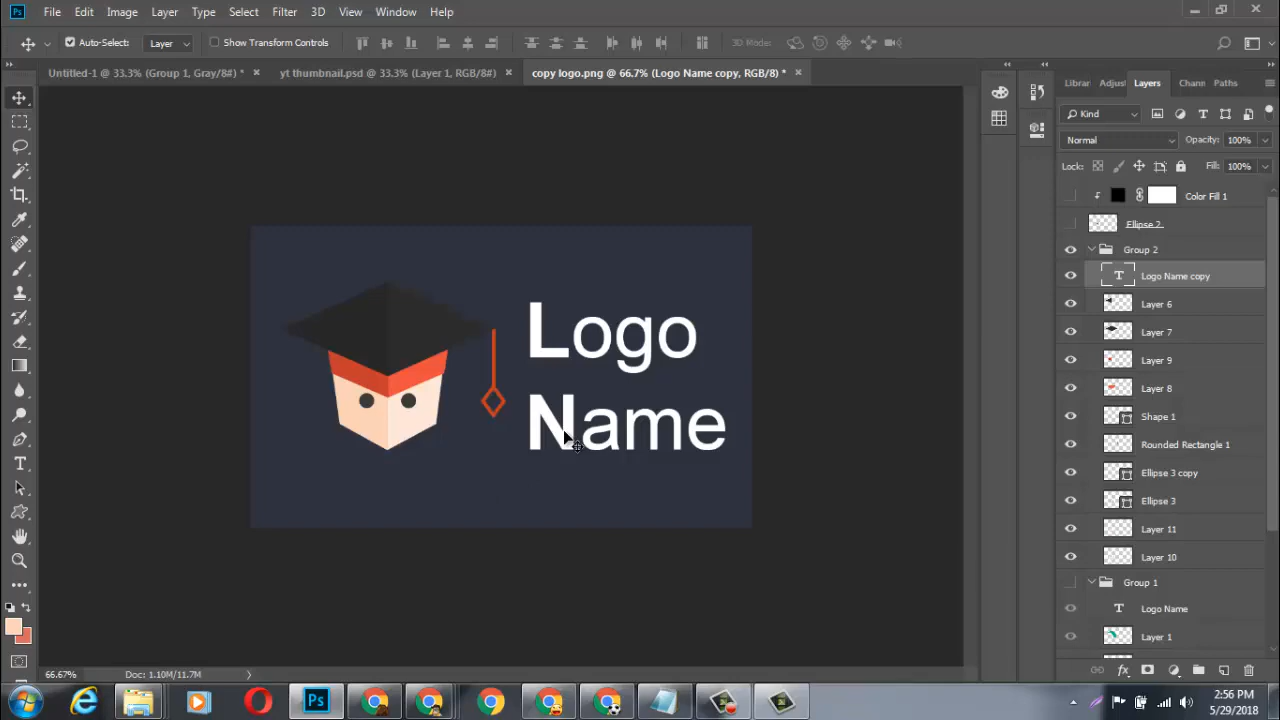 File Edit Image Layer Type Select Filter 3D View Window Help
Auto-Select: Layer Show Transform Controls 3D Mode:
Untitled-1 @ 33.3% (Group 1, Gray/8#) * yt thumbnail.psd @ 33.3% (Layer 1, RGB/8#) copy logo.png @ 66.7% (Logo Name copy, RGB/8) *
Librar Adjus Layers Chann Paths
Kind
Normal Opacity: 100%
Lock: Fill: 100%
Color Fill 1
Ellipse 2
Group 2
T Logo Name copy
Layer 6
Layer 7
Layer 9
Layer 8
Shape 1
Rounded Rectangle 1
Ellipse 3 copy
Ellipse 3
Layer 11
Layer 10
Group 1
T Logo Name
Layer 1
Logo
Name
66.67% Doc: 1.10M/11.7M
Ps
2:56 PM
5/29/2018